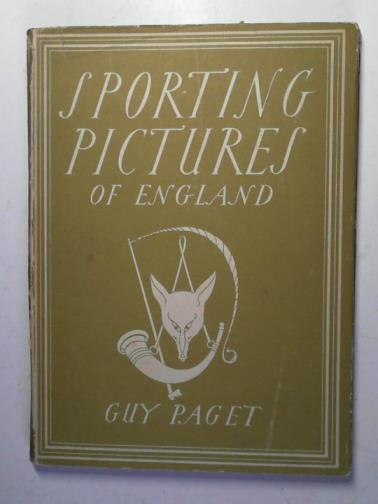 SPORTING
PICTURES
OF ENGLAND
GUY PAGET